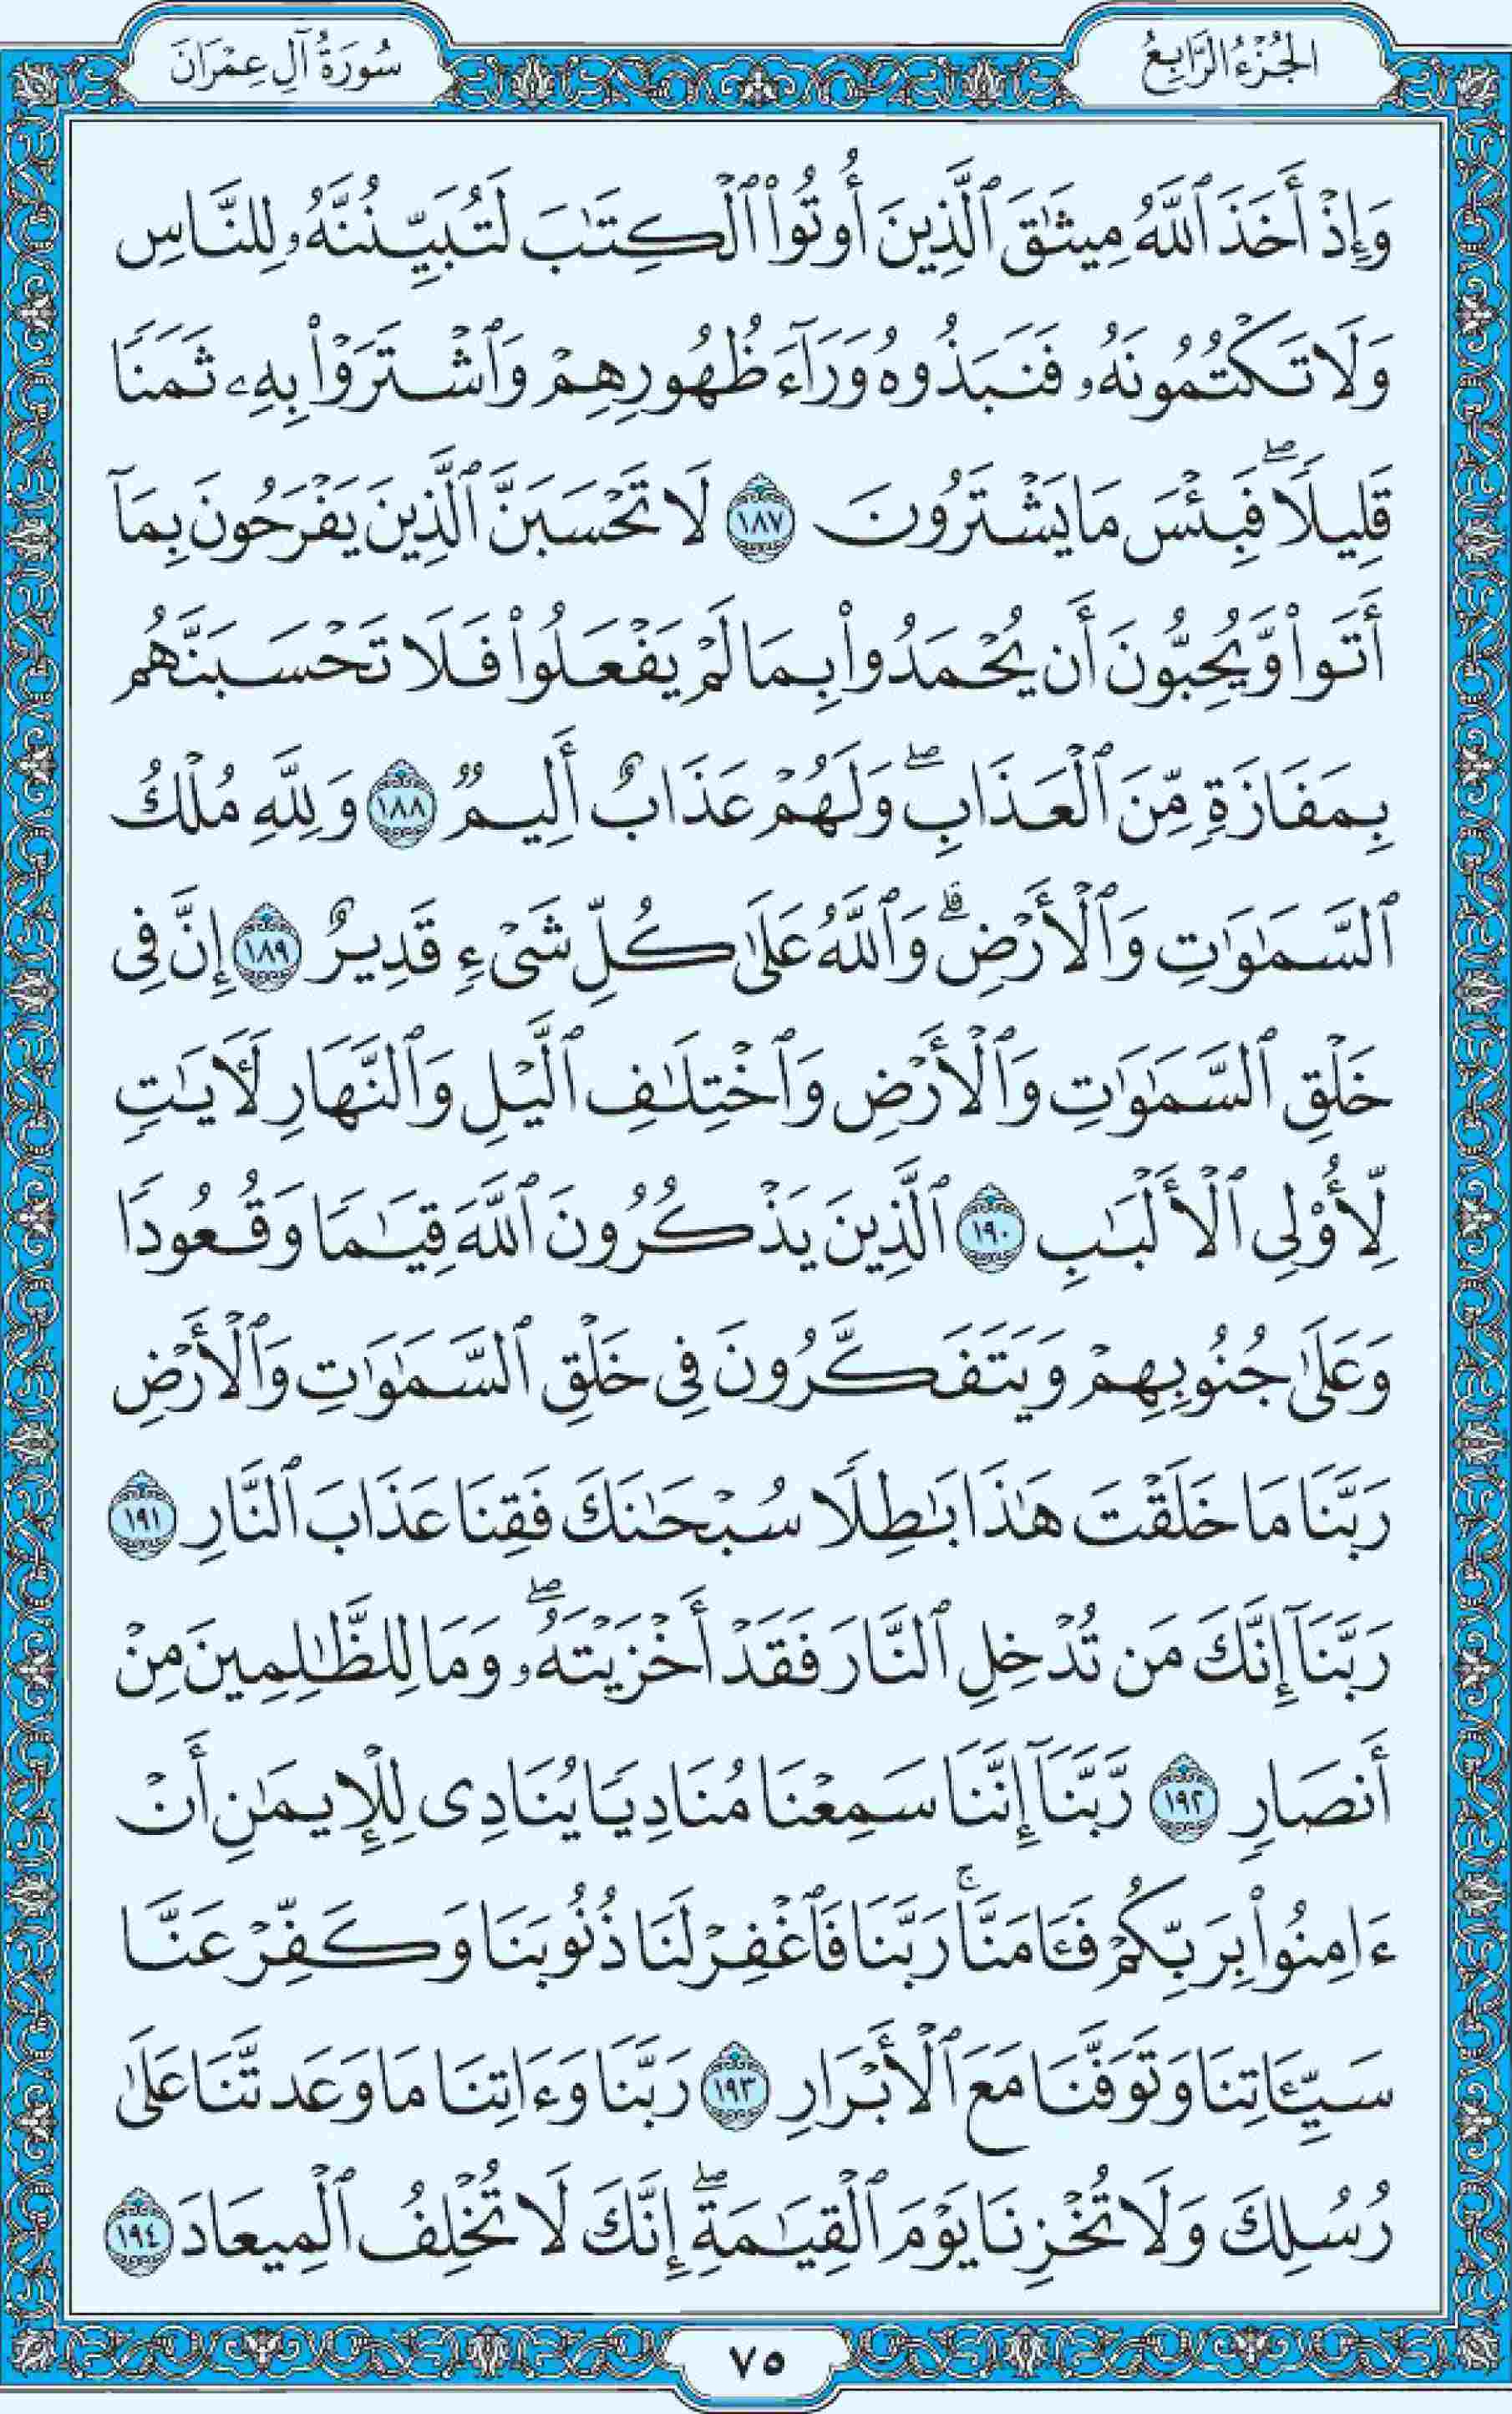 الجُزْءُ الرَّابِعُ
سُورَةُ آلِ عِمْرَانَ
وَإِذْ أَخَذَ ٱللَّهُ مِيثَٰقَ ٱلَّذِينَ أُوتُوا۟ ٱلْكِتَٰبَ لَتُبَيِّنُنَّهُۥ لِلنَّاسِ
وَلَا تَكْتُمُونَهُۥ فَنَبَذُوهُ وَرَآءَ ظُهُورِهِمْ وَٱشْتَرَوْا۟ بِهِۦ ثَمَنًا
قَلِيلًا ۖ فَبِئْسَ مَا يَشْتَرُونَ ١٨٧ لَا تَحْسَبَنَّ ٱلَّذِينَ يَفْرَحُونَ بِمَآ
أَتَوا۟ وَّيُحِبُّونَ أَن يُحْمَدُوا۟ بِمَا لَمْ يَفْعَلُوا۟ فَلَا تَحْسَبَنَّهُم
بِمَفَازَةٍ مِّنَ ٱلْعَذَابِ ۖ وَلَهُمْ عَذَابٌ أَلِيمٌ ١٨٨ وَلِلَّهِ مُلْكُ
ٱلسَّمَٰوَٰتِ وَٱلْأَرْضِ ۗ وَٱللَّهُ عَلَىٰ كُلِّ شَىْءٍ قَدِيرٌ ١٨٩ إِنَّ فِى
خَلْقِ ٱلسَّمَٰوَٰتِ وَٱلْأَرْضِ وَٱخْتِلَٰفِ ٱلَّيْلِ وَٱلنَّهَارِ لَـَٔايَٰتٍ
لِّأُو۟لِى ٱلْأَلْبَٰبِ ١٩٠ ٱلَّذِينَ يَذْكُرُونَ ٱللَّهَ قِيَٰمًا وَقُعُودًا
وَعَلَىٰ جُنُوبِهِمْ وَيَتَفَكَّرُونَ فِى خَلْقِ ٱلسَّمَٰوَٰتِ وَٱلْأَرْضِ
رَبَّنَا مَا خَلَقْتَ هَٰذَا بَٰطِلًا سُبْحَٰنَكَ فَقِنَا عَذَابَ ٱلنَّارِ ١٩١
رَبَّنَآ إِنَّكَ مَن تُدْخِلِ ٱلنَّارَ فَقَدْ أَخْزَيْتَهُۥ ۖ وَمَا لِلظَّٰلِمِينَ مِنْ
أَنصَارٍ ١٩٢ رَّبَّنَآ إِنَّنَا سَمِعْنَا مُنَادِيًا يُنَادِى لِلْإِيمَٰنِ أَنْ
ءَامِنُوا۟ بِرَبِّكُمْ فَـَٔامَنَّا ۚ رَبَّنَا فَٱغْفِرْ لَنَا ذُنُوبَنَا وَكَفِّرْ عَنَّا
سَيِّـَٔاتِنَا وَتَوَفَّنَا مَعَ ٱلْأَبْرَارِ ١٩٣ رَبَّنَا وَءَاتِنَا مَا وَعَدتَّنَا عَلَىٰ
رُسُلِكَ وَلَا تُخْزِنَا يَوْمَ ٱلْقِيَٰمَةِ ۖ إِنَّكَ لَا تُخْلِفُ ٱلْمِيعَادَ ١٩٤
٧٥